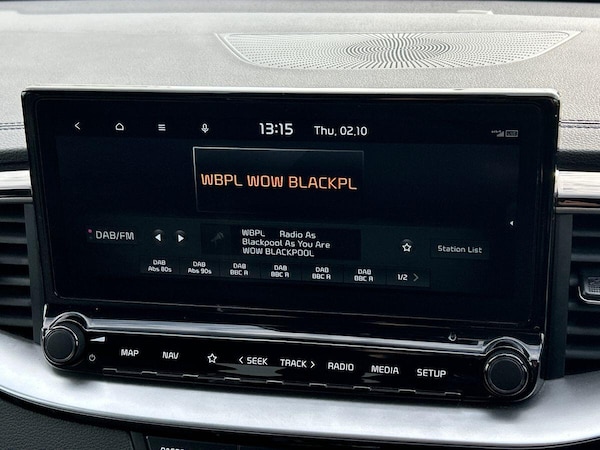 13:15 Thu, 02.10
WBPL WOW BLACKPL
DAB/FM
WBPL Radio As
Blackpool As You Are
WOW BLACKPOOL
Station List
DAB Abs 80s
DAB Abs 90s
DAB BBC R
DAB BBC R
DAB BBC R
DAB BBC R
1/2
MAP NAV SEEK TRACK RADIO MEDIA SETUP